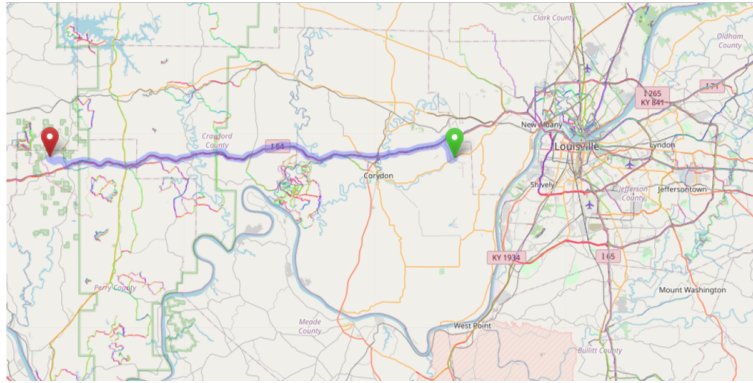 Clark County
Oldham
County
I 265
KY 841
I 71
New Albany
Crawford
County
I 64
Louisville
Lyndon
Corydon
Shively
Jefferson
County
Jeffersontown
KY 1934
I 65
Perry County
Mount Washington
Meade
County
West Point
Bullitt County